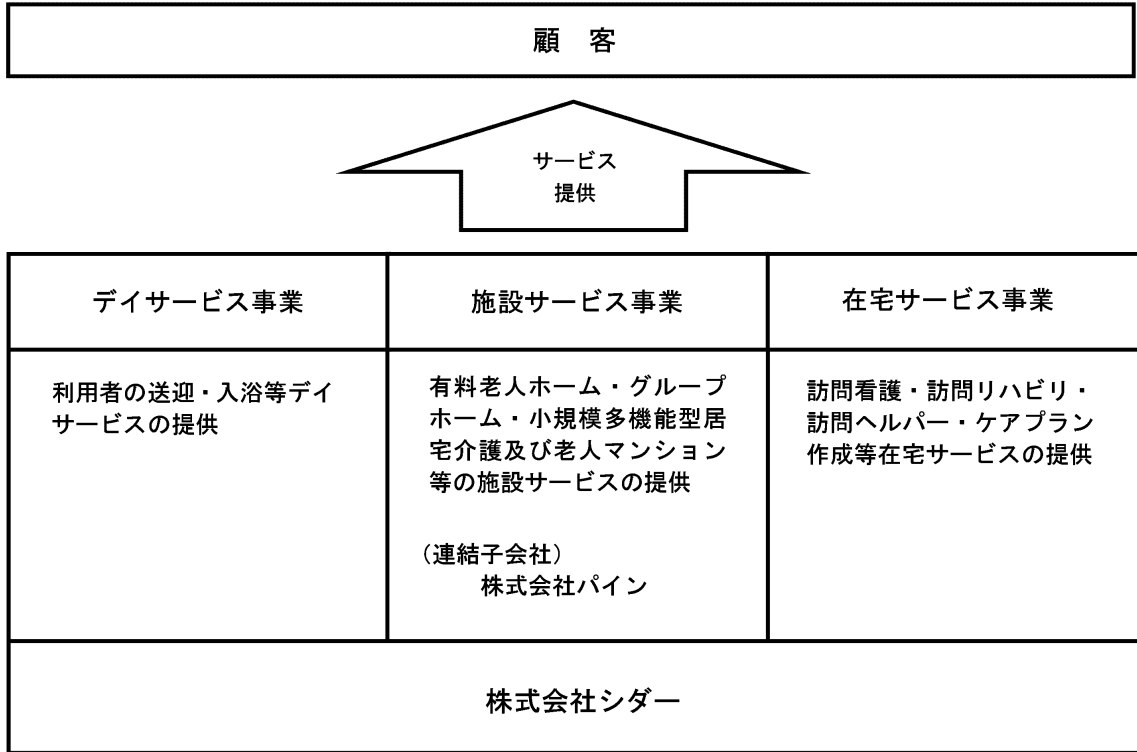 顧　客
サービス
提供
デイサービス事業
施設サービス事業
在宅サービス事業
利用者の送迎・入浴等デイ
サービスの提供
有料老人ホーム・グループ
ホーム・小規模多機能型居
宅介護及び老人マンション
等の施設サービスの提供
（連結子会社）
株式会社パイン
訪問看護・訪問リハビリ・
訪問ヘルパー・ケアプラン
作成等在宅サービスの提供
株式会社シダー